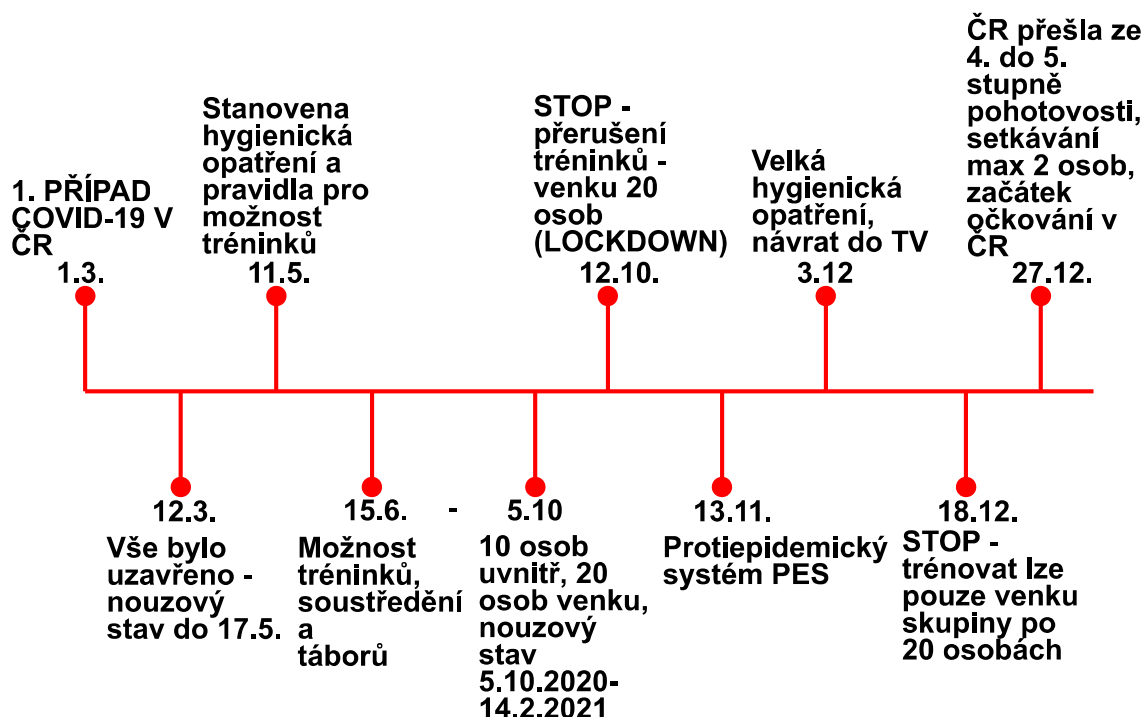 1. PŘÍPAD
COVID-19 V
ČR
1.3.
Stanovena
hygienická
opatření a
pravidla pro
možnost
tréninků
11.5.
STOP -
přerušení
tréninků -
venku 20
osob
(LOCKDOWN)
12.10.
Velká
hygienická
opatření,
návrat do TV
3.12
ČR přešla ze
4. do 5.
stupně
pohotovosti,
setkávání
max 2 osob,
začátek
očkování v
ČR
27.12.
12.3.
Vše bylo
uzavřeno -
nouzový
stav do 17.5.
15.6. - 5.10
Možnost
tréninků,
soustředění
a
táborů
10 osob
uvnitř, 20
osob venku,
nouzový
stav
5.10.2020-
14.2.2021
13.11.
Protiepidemický
systém PES
18.12.
STOP -
trénovat lze
pouze venku
skupiny po
20 osobách